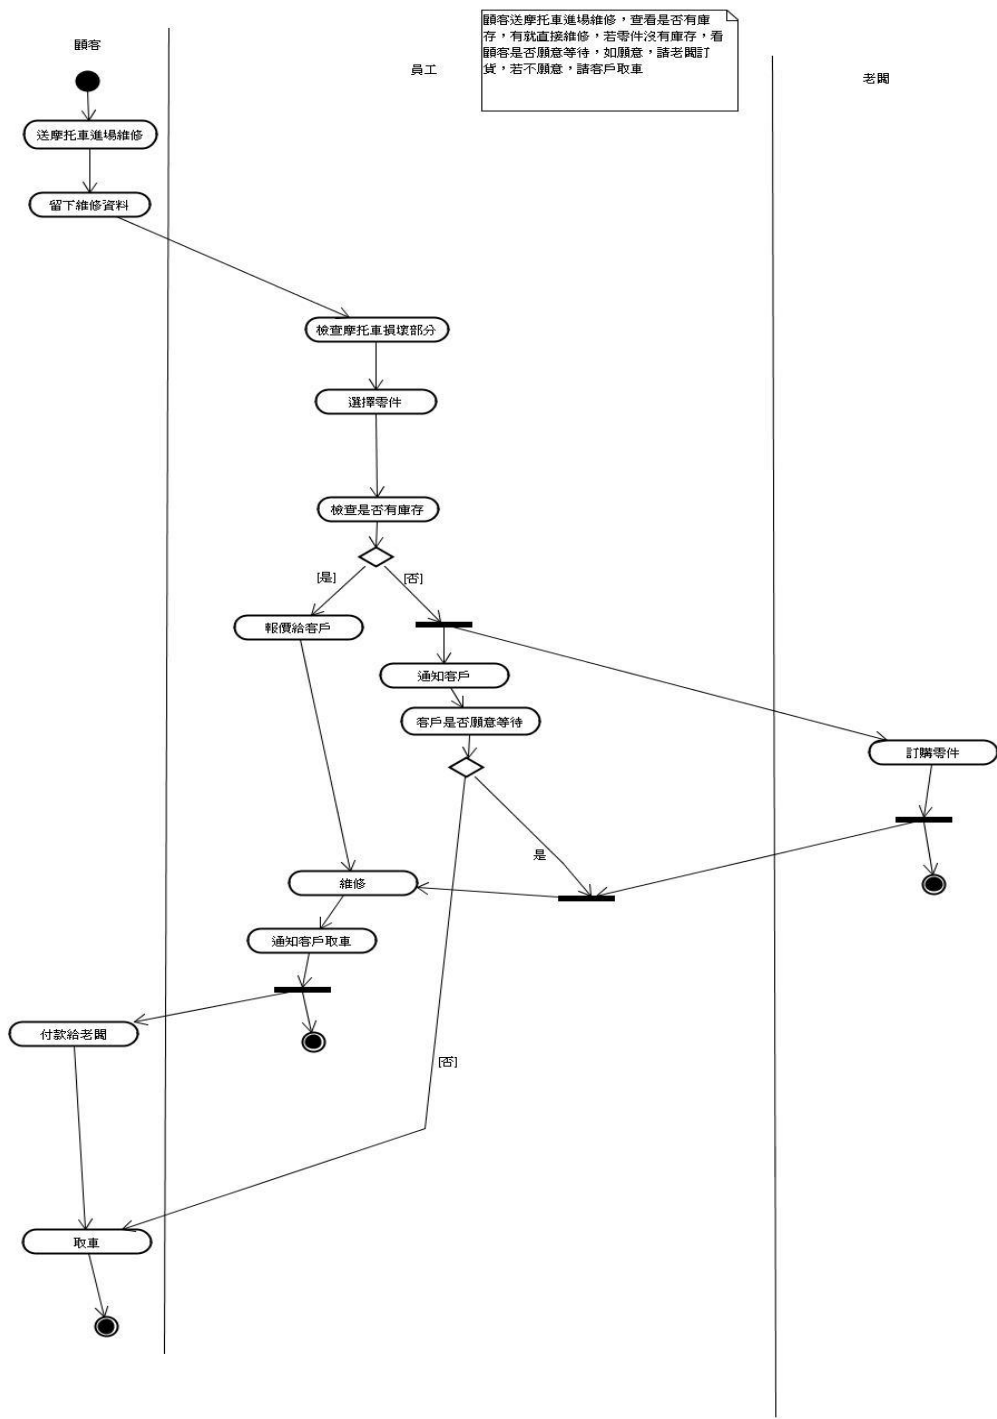 顧客
員工
顧客送摩托車進場維修，查看是否有庫
存，有就直接維修，若零件沒有庫存，看
顧客是否願意等待，如願意，請老闆訂
貨，若不願意，請客戶取車
老闆
送摩托車進場維修
留下維修資料
檢查摩托車損壞部分
選擇零件
檢查是否有庫存
[是]
[否]
報價給客戶
通知客戶
客戶是否願意等待
訂購零件
是
維修
通知客戶取車
付款給老闆
[否]
取車